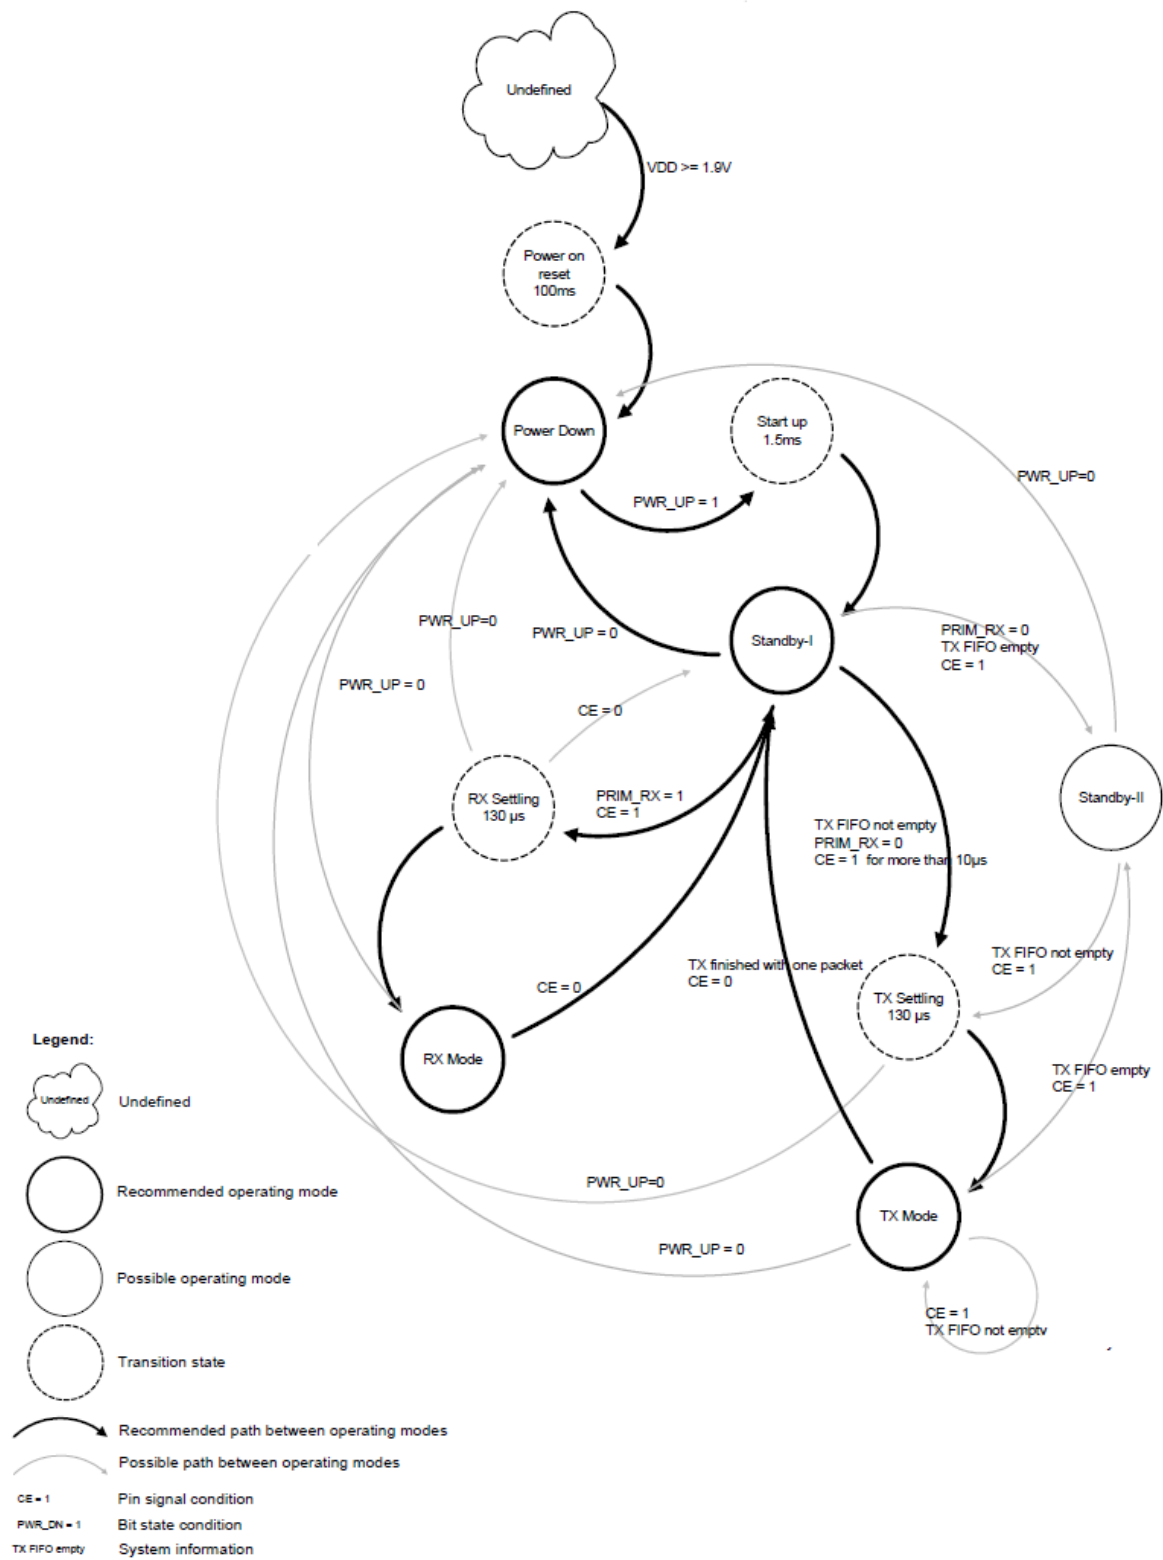 Undefined
VDD >= 1.9V
Power on
reset
100ms
Power Down
Start up
1.5ms
PWR_UP=0
PWR_UP = 1
PWR_UP=0
PWR_UP = 0
Standby-I
PRIM_RX = 0
TX FIFO empty
CE = 1
PWR_UP = 0
CE = 0
RX Settling
130 µs
PRIM_RX = 1
CE = 1
Standby-II
TX FIFO not empty
PRIM_RX = 0
CE = 1 for more than 10µs
TX FIFO not empty
CE = 1
TX finished with one packet
CE = 0
CE = 0
TX Settling
130 µs
RX Mode
TX FIFO empty
CE = 1
PWR_UP=0
TX Mode
PWR_UP = 0
CE = 1
TX FIFO not empty
Legend:
Undefined
Undefined
Recommended operating mode
Possible operating mode
Transition state
Recommended path between operating modes
Possible path between operating modes
CE = 1 Pin signal condition
PWR_DN = 1 Bit state condition
TX FIFO empty System information